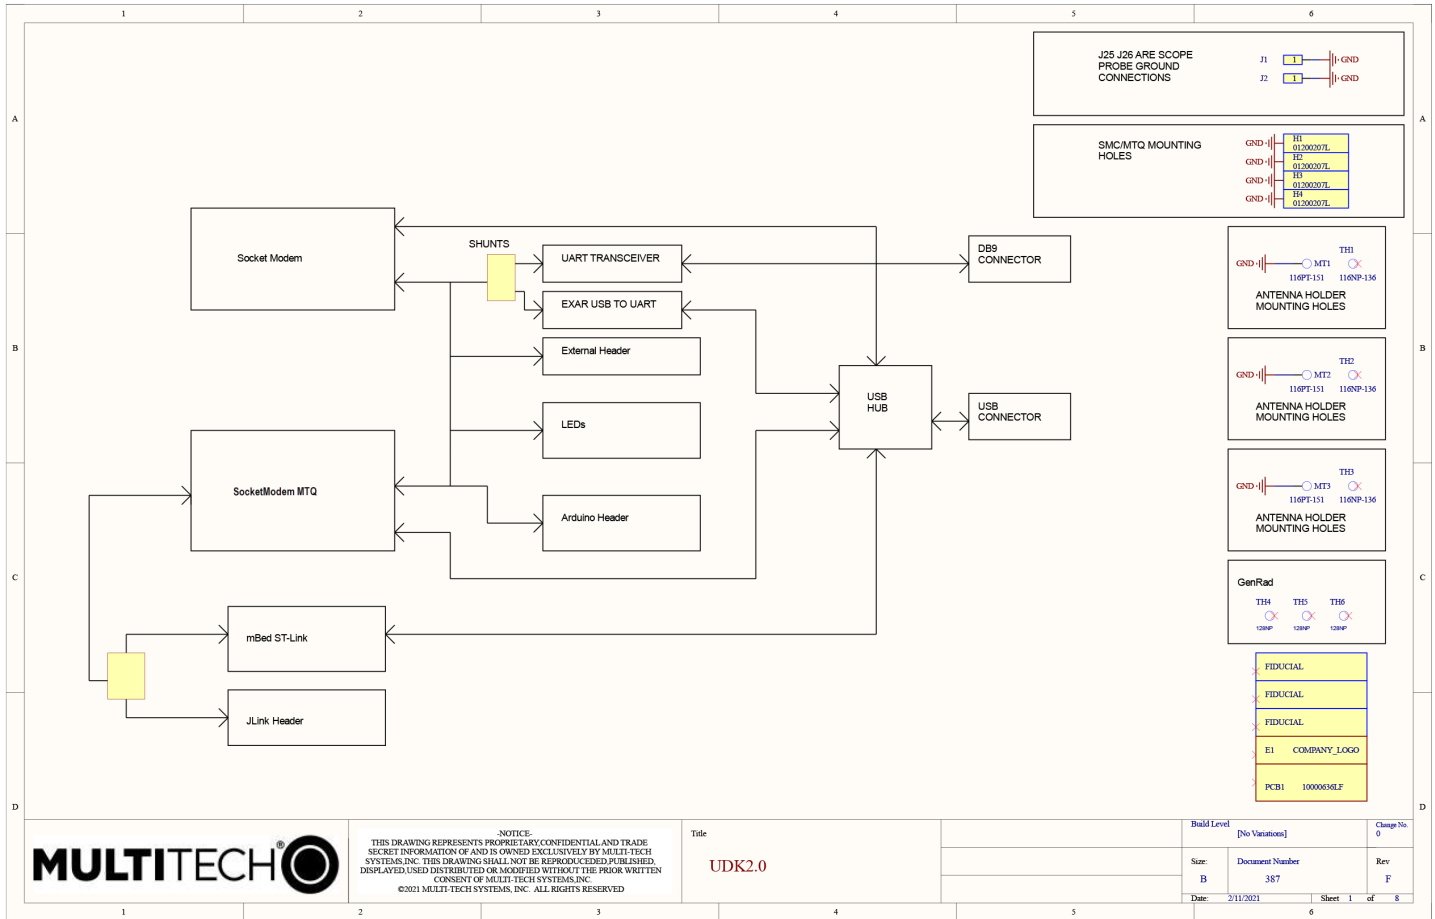 1 2 3 4 5 6
A A
B B
C C
D D
1 2 3 4 5 6
J25 J26 ARE SCOPE
PROBE GROUND
CONNECTIONS
J1 1 GND
J2 1 GND
SMC/MTQ MOUNTING
HOLES
GND H1
01200207L
GND H2
01200207L
GND H3
01200207L
GND H4
01200207L
Socket Modem
SHUNTS
UART TRANSCEIVER
EXAR USB TO UART
External Header
LEDs
Arduino Header
SocketModem MTQ
mBed ST-Link
JLink Header
DB9
CONNECTOR
USB
HUB
USB
CONNECTOR
TH1
GND MT1
116PT-151 116NP-136
ANTENNA HOLDER
MOUNTING HOLES
TH2
GND MT2
116PT-151 116NP-136
ANTENNA HOLDER
MOUNTING HOLES
TH3
GND MT3
116PT-151 116NP-136
ANTENNA HOLDER
MOUNTING HOLES
GenRad
TH4 TH5 TH6
128NP 128NP 128NP
FIDUCIAL
FIDUCIAL
FIDUCIAL
E1 COMPANY_LOGO
PCB1 10000636LF
MULTITECH®
-NOTICE-
THIS DRAWING REPRESENTS PROPRIETARY,CONFIDENTIAL AND TRADE
SECRET INFORMATION OF AND IS OWNED EXCLUSIVELY BY MULTI-TECH
SYSTEMS,INC. THIS DRAWING SHALL NOT BE REPRODUCEDED,PUBLISHED,
DISPLAYED,USED DISTRIBUTED OR MODIFIED WITHOUT THE PRIOR WRITTEN
CONSENT OF MULTI-TECH SYSTEMS,INC.
©2021 MULTI-TECH SYSTEMS, INC. ALL RIGHTS RESERVED
Title
UDK2.0
Build Level
[No Variations]
Change No.
0
Size: Document Number Rev
B 387 F
Date: 2/11/2021 Sheet 1 of 8